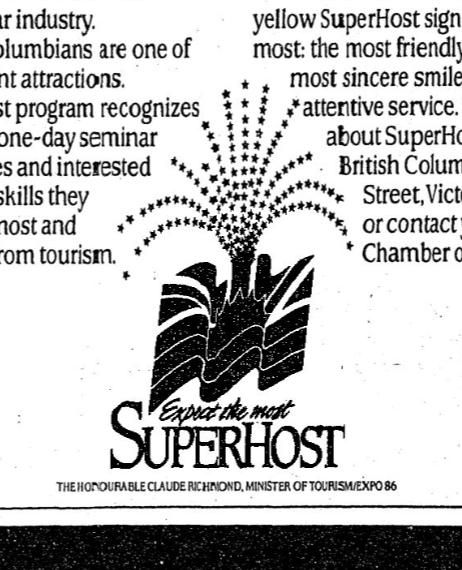 ar industry.
olumbians are one of
nt attractions.
st program recognizes
one-day seminar
es and interested
skills they
nost and
rom tourism.
yellow SuperHost sign
most: the most friendly
most sincere smile
attentive service.
about SuperHo
British Colum
Street, Victo
or contact y
Chamber o
Expect the most
SUPERHOST
THE HONOURABLE CLAUDE RICHMOND, MINISTER OF TOURISM/EXPO 86